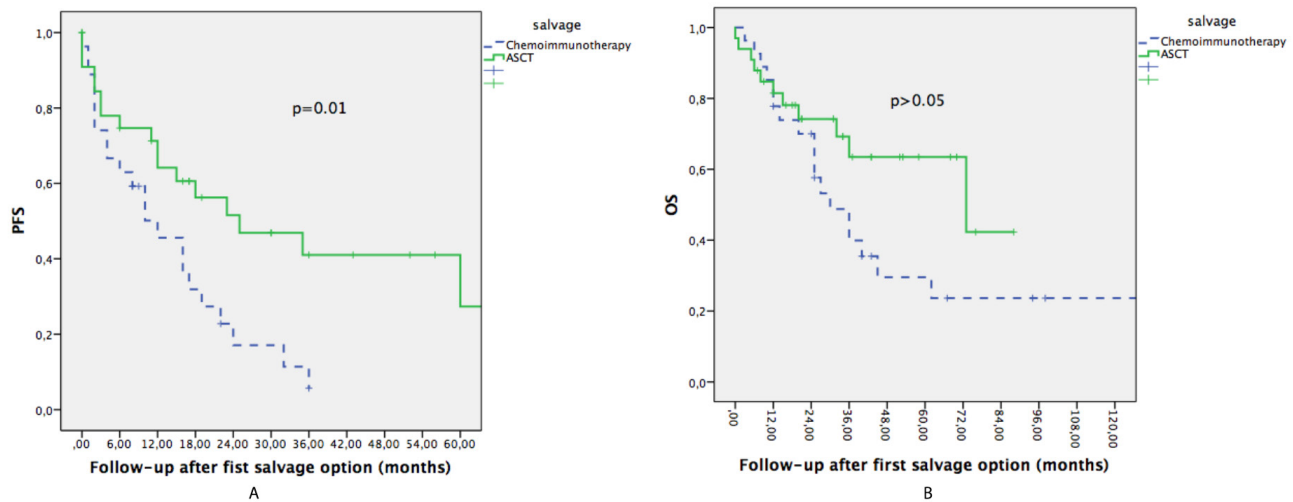 salvage
Chemoimmunotherapy
ASCT
p=0.01
PFS
1,0
0,8
0,6
0,4
0,2
0,0
,00 6,00 12,00 18,00 24,00 30,00 36,00 42,00 48,00 54,00 60,00
Follow-up after fist salvage option (months)
A
salvage
Chemoimmunotherapy
ASCT
p>0.05
OS
1,0
0,8
0,6
0,4
0,2
0,0
,00 12,00 24,00 36,00 48,00 60,00 72,00 84,00 96,00 108,00 120,00
Follow-up after first salvage option (months)
B